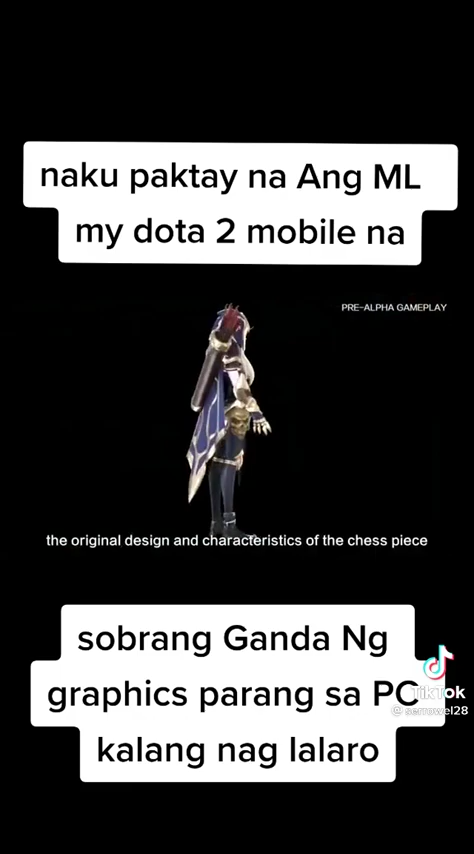 naku paktay na Ang ML
my dota 2 mobile na
PRE-ALPHA GAMEPLAY
the original design and characteristics of the chess piece
sobrang Ganda Ng
graphics parang sa PC
kalang nag lalaro
TikTok
@serrowel28